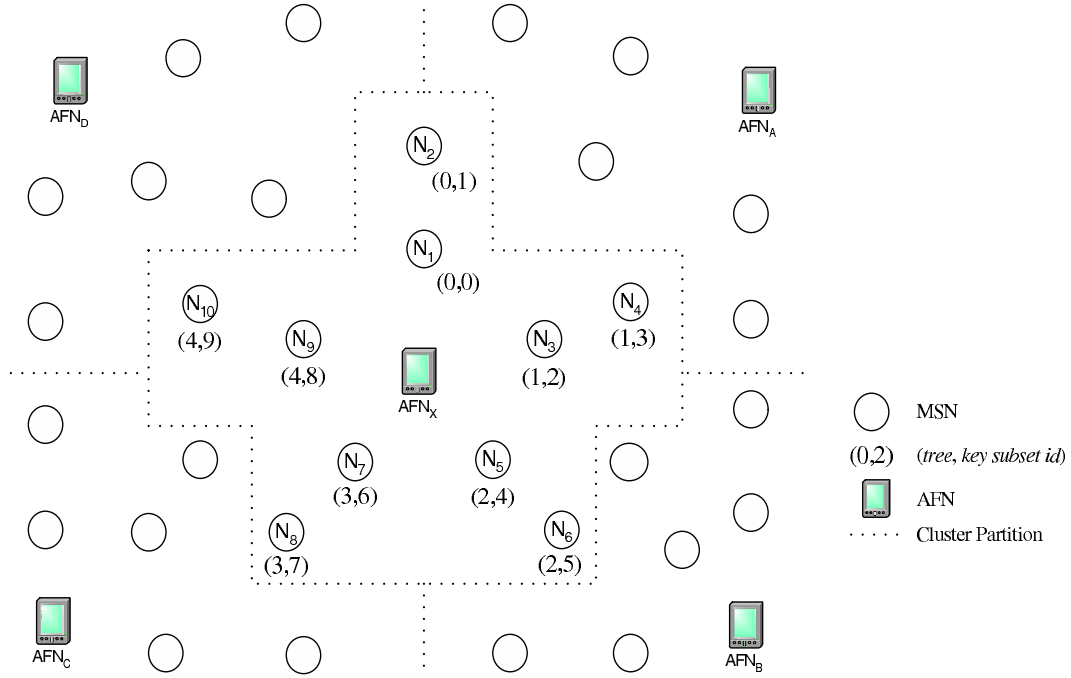 AFN_D
AFN_A
N_2
(0,1)
N_1
(0,0)
N_10
(4,9)
N_9
(4,8)
N_4
(1,3)
N_3
(1,2)
AFN_X
N_7
(3,6)
N_5
(2,4)
N_8
(3,7)
N_6
(2,5)
AFN_C
AFN_B
MSN
(0,2) (tree, key subset id)
AFN
Cluster Partition